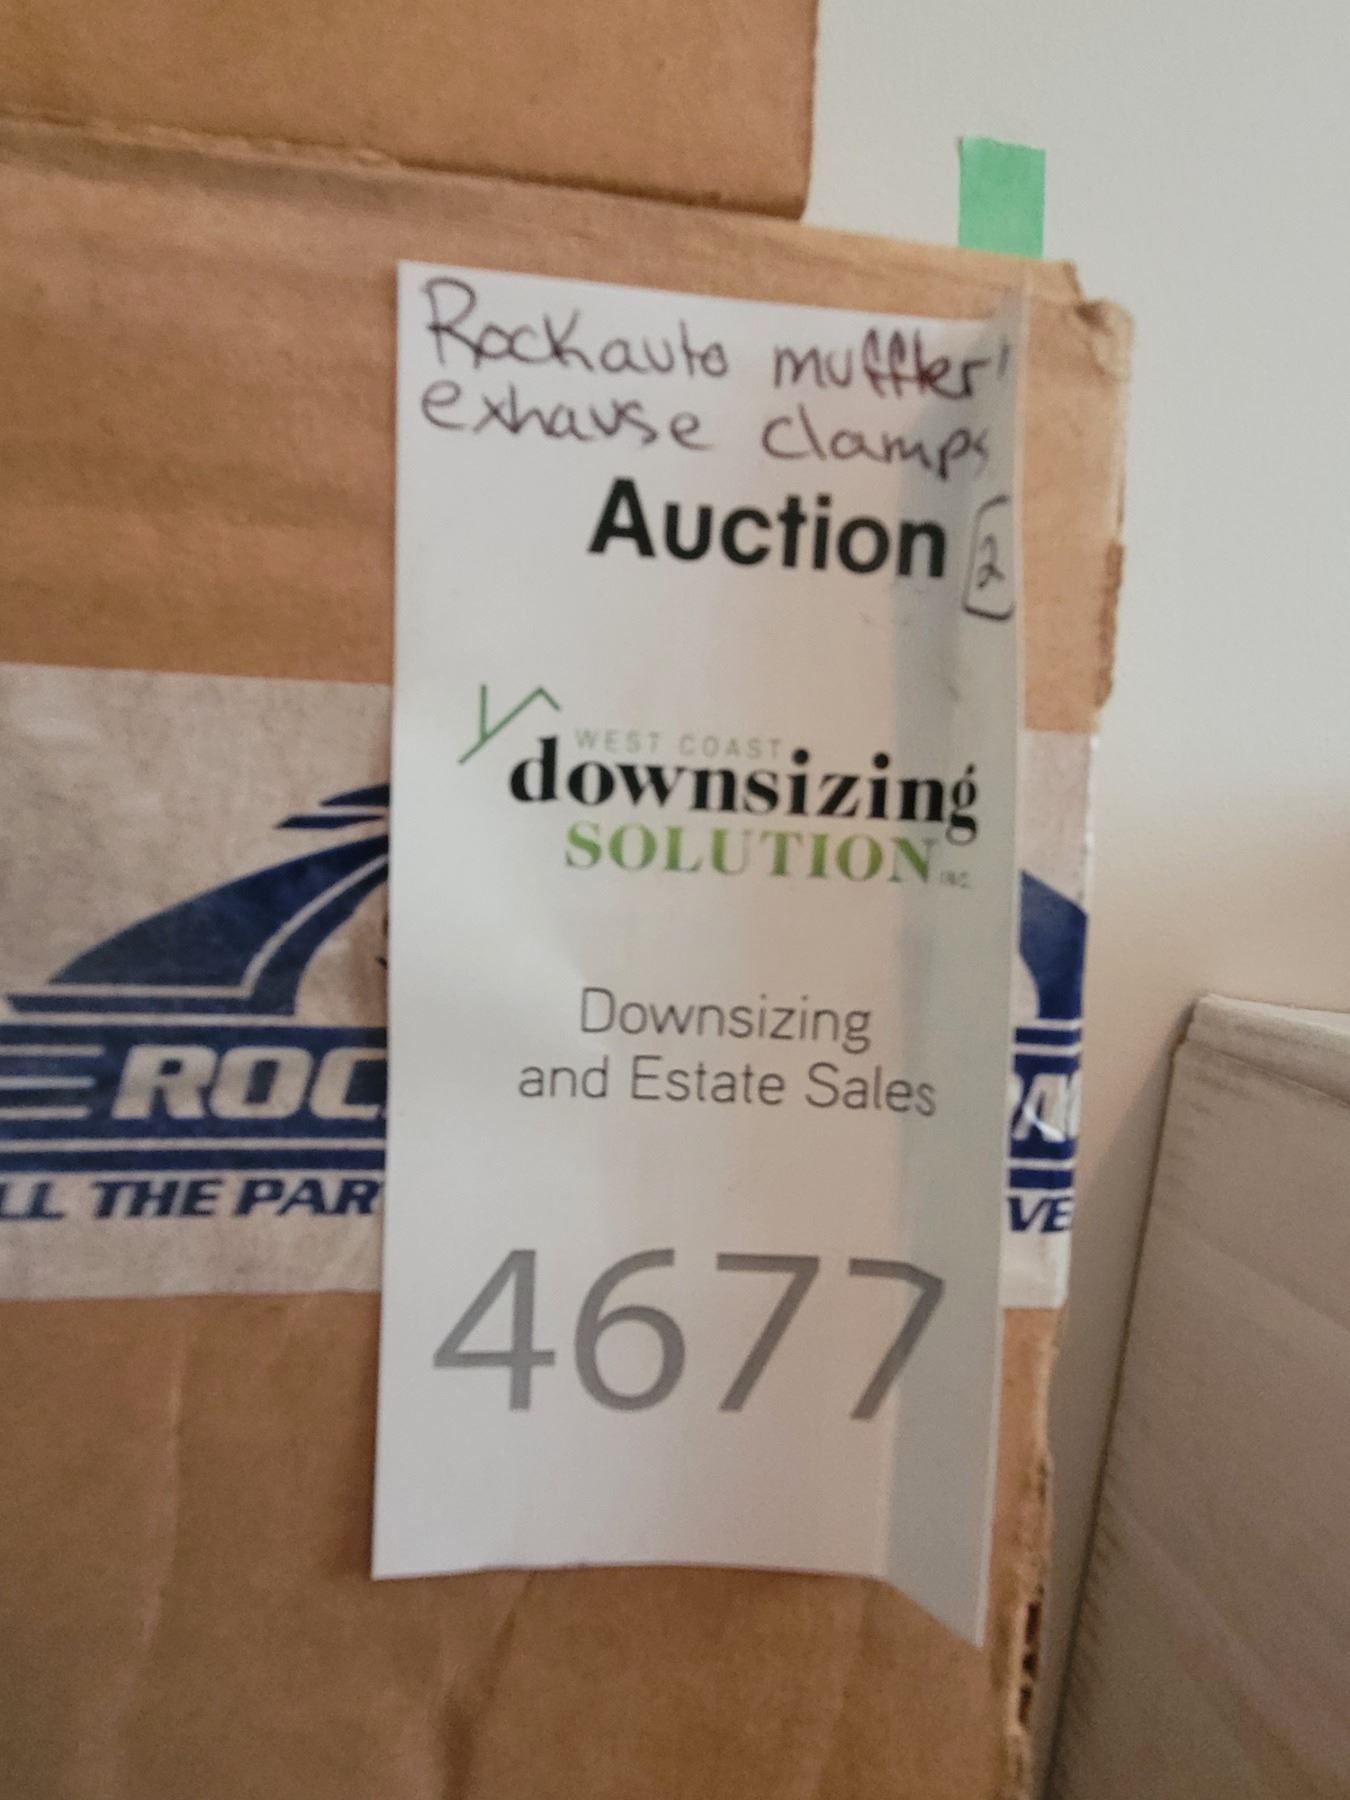 Rockauto muffler'
exhause clamps
Auction 2
WEST COAST
downsizing
SOLUTION INC.
Downsizing
and Estate Sales
ROC
LL THE PAR
VE
4677